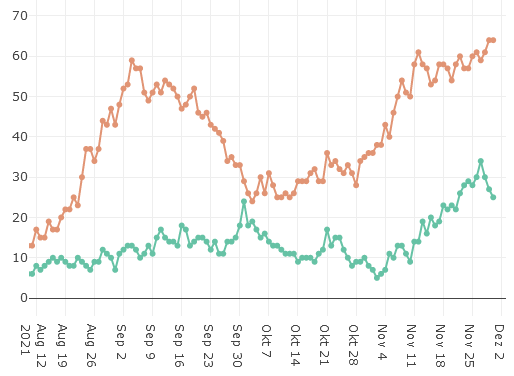 70
60
50
40
30
20
10
0
Aug 12
2021
Aug 19
Aug 26
Sep 2
Sep 9
Sep 16
Sep 23
Sep 30
Okt 7
Okt 14
Okt 21
Okt 28
Nov 4
Nov 11
Nov 18
Nov 25
Dez 2